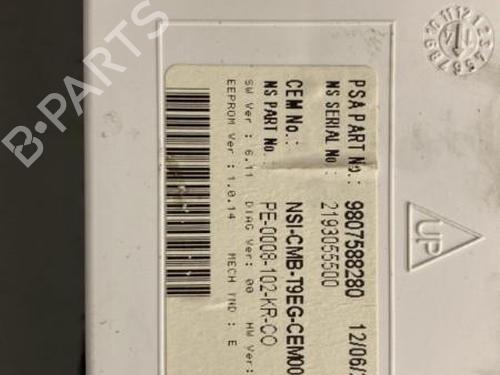 PSA PART No.: 9807588280 12/06/
MS SERIAL No : 2193055500
CEM No.: NSI-CMB-T9EG-CEM00
MS PART No.: PE-0008-102-KR-CO
SW Ver : 6.11 DIAG Ver : 00 HW Ver:
EEPROM Ver : 1.0.14 MECH IND : E
UP
B-PARTS